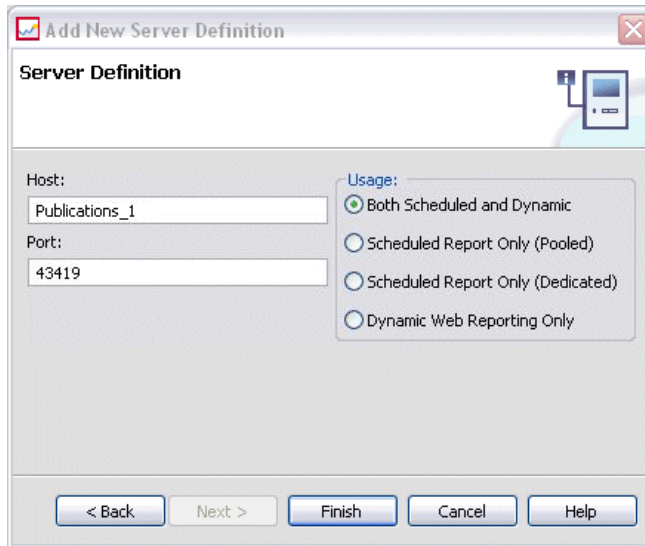 Add New Server Definition
Server Definition
Host:
Publications_1
Port:
43419
Usage:
Both Scheduled and Dynamic
Scheduled Report Only (Pooled)
Scheduled Report Only (Dedicated)
Dynamic Web Reporting Only
< Back
Next >
Finish
Cancel
Help